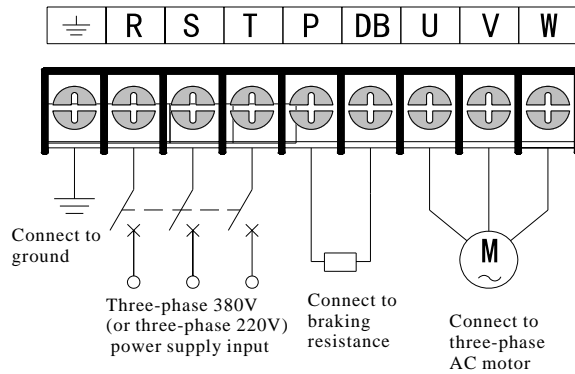 R S T P DB U V W
M
Connect to
ground
Three-phase 380V
(or three-phase 220V)
power supply input
Connect to
braking
resistance
Connect to
three-phase
AC motor